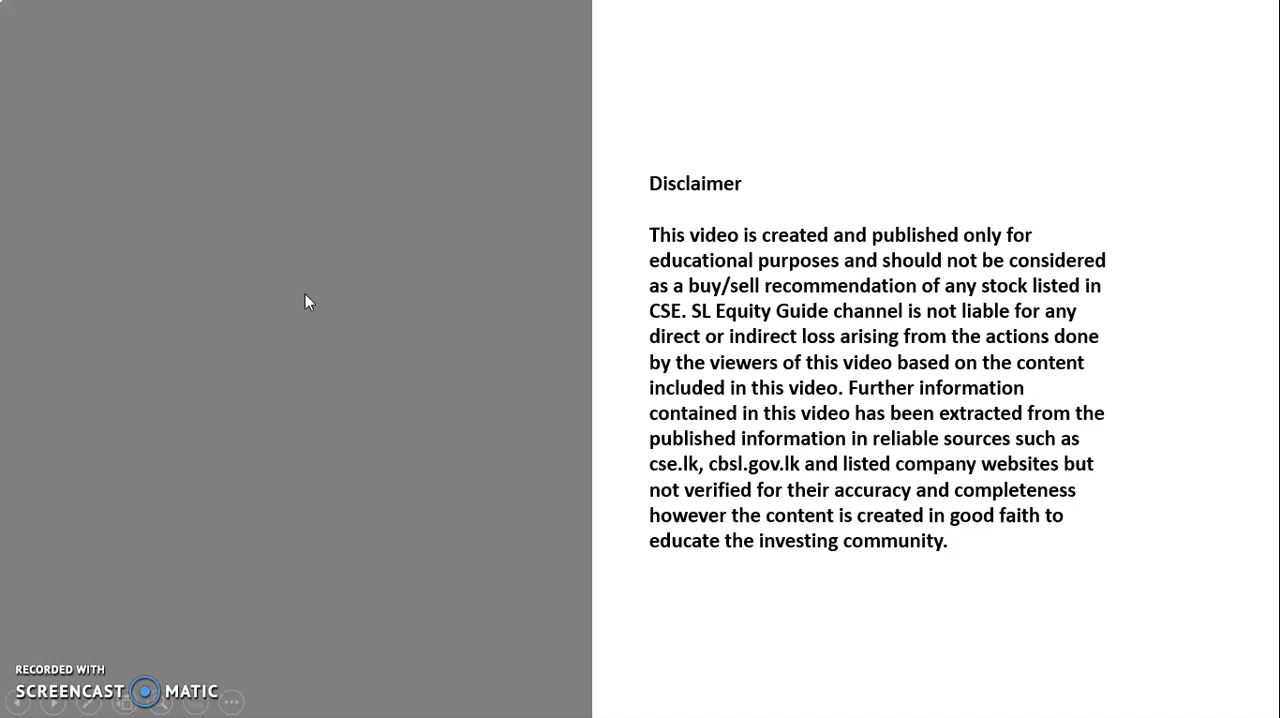 Disclaimer
This video is created and published only for
educational purposes and should not be considered
as a buy/sell recommendation of any stock listed in
CSE. SL Equity Guide channel is not liable for any
direct or indirect loss arising from the actions done
by the viewers of this video based on the content
included in this video. Further information
contained in this video has been extracted from the
published information in reliable sources such as
cse.lk, cbsl.gov.lk and listed company websites but
not verified for their accuracy and completeness
however the content is created in good faith to
educate the investing community.
RECORDED WITH
SCREENCAST MATIC